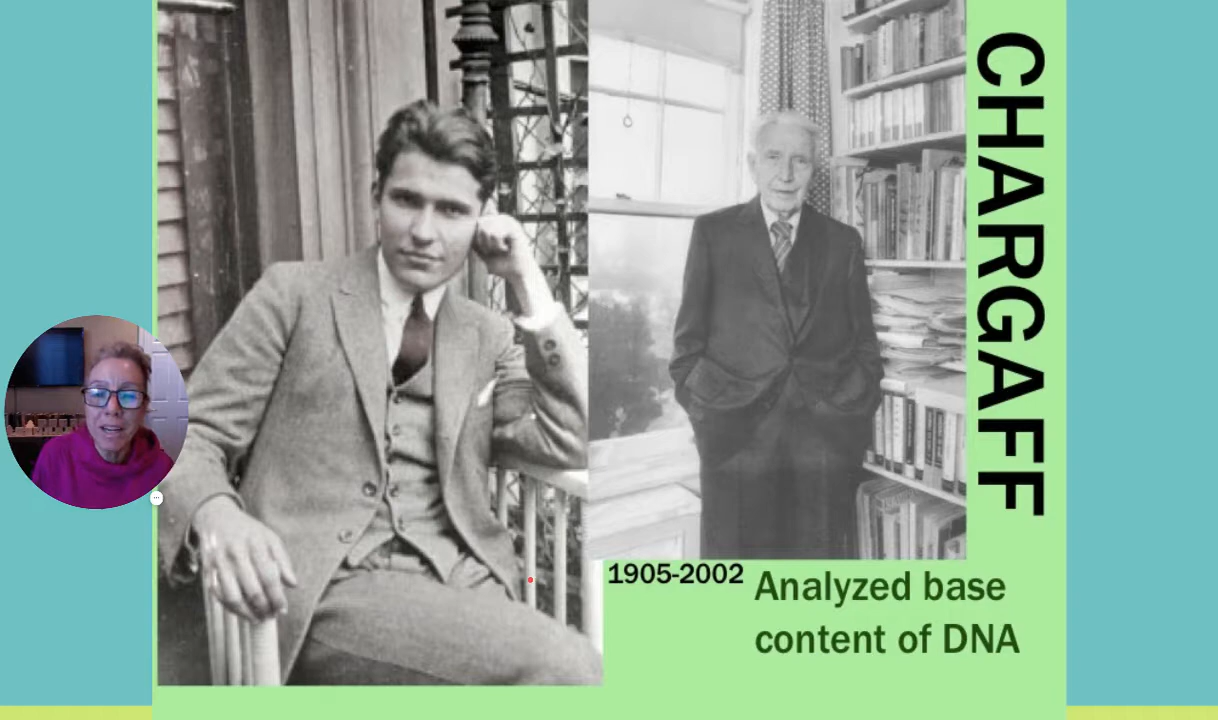 CHARGAFF
1905-2002
Analyzed base
content of DNA